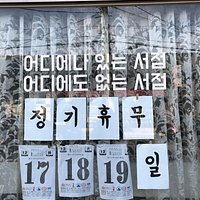 어디에나 있는 서점
어디에도 없는 서점
정기휴무
17 18 19 일